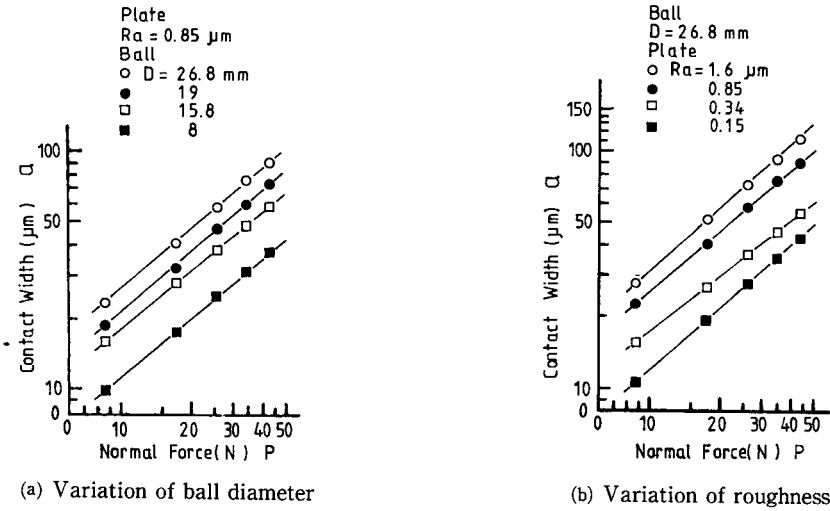 Plate
Ra = 0.85 μm
Ball
○ D = 26.8 mm
● 19
□ 15.8
■ 8
100
50
10
0
Contact Width (μm) a
0 10 20 30 40 50
Normal Force(N) P
(a) Variation of ball diameter
Ball
D = 26.8 mm
Plate
○ Ra = 1.6 μm
● 0.85
□ 0.34
■ 0.15
150
100
50
10
0
Contact Width (μm) a
0 10 20 30 40 50
Normal Force(N) P
(b) Variation of roughness